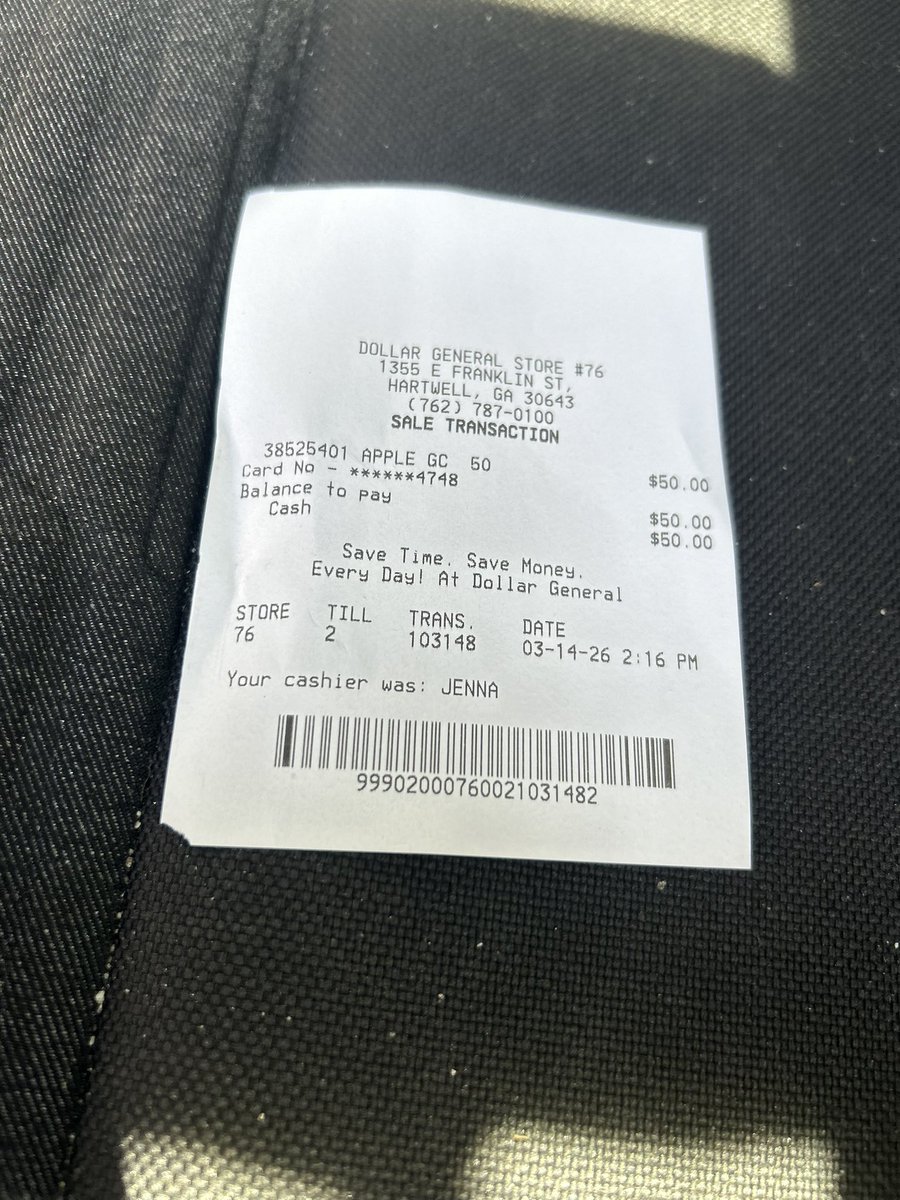 DOLLAR GENERAL STORE #76
1355 E FRANKLIN ST,
HARTWELL, GA 30643
(762) 787-0100
SALE TRANSACTION
38525401 APPLE GC 50 $50.00
Card No - ******4748
Balance to pay $50.00
Cash $50.00
Save Time. Save Money.
Every Day! At Dollar General
STORE TILL TRANS. DATE
76 2 103148 03-14-26 2:16 PM
Your cashier was: JENNA
99902000760021031482